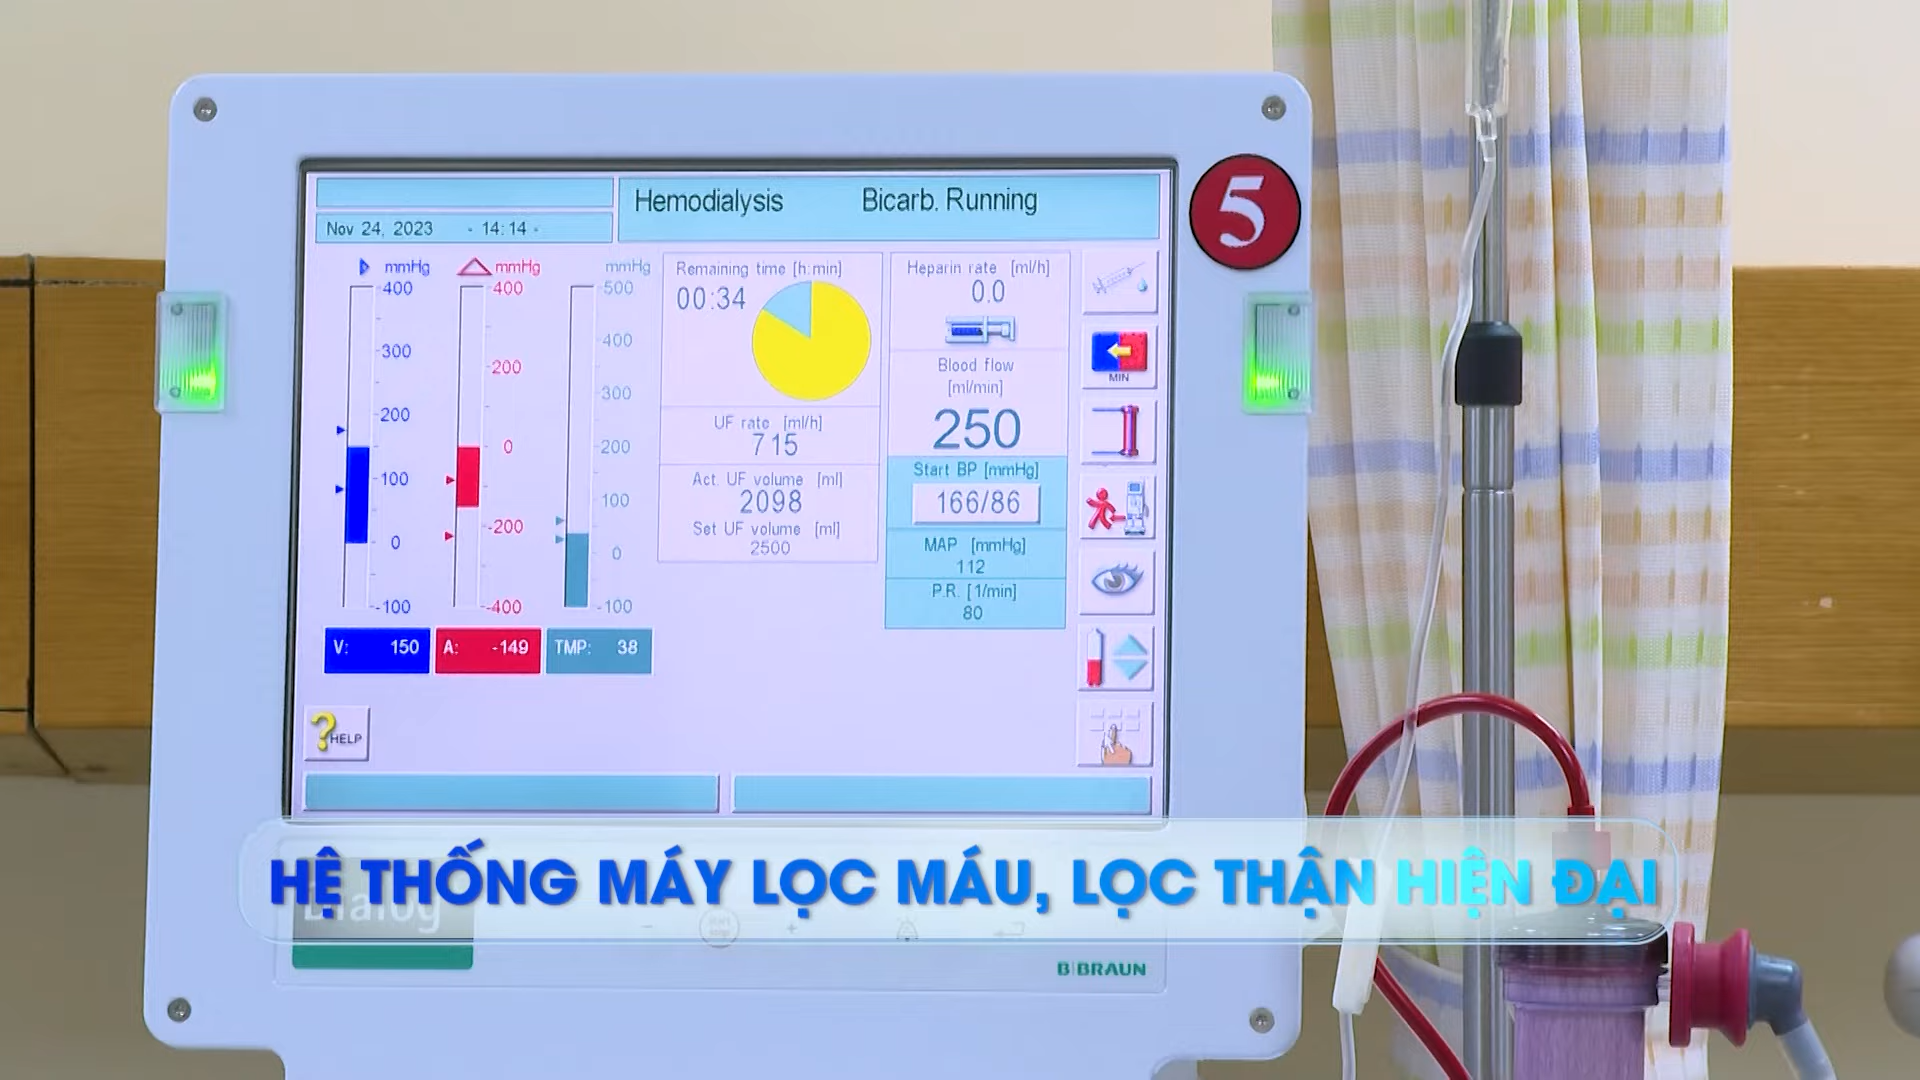 Hemodialysis Bicarb. Running
Nov 24, 2023 - 14:14 -
5
mmHg mmHg mmHg
400 400 500
300 200 400
200 0 300
100 -200 200
0 -400 100
-100 0
-100
V: 150 A: -149 TMP: 38
Remaining time [h:min]
00:34
UF rate [ml/h]
715
Act. UF volume [ml]
2098
Set UF volume [ml]
2500
Heparin rate [ml/h]
0.0
Blood flow
[ml/min]
250
Start BP [mmHg]
166/86
MAP [mmHg]
112
P.R. [1/min]
80
MIN
? HELP
HỆ THỐNG MÁY LỌC MÁU, LỌC THẬN HIỆN ĐẠI
Dialog
B|BRAUN